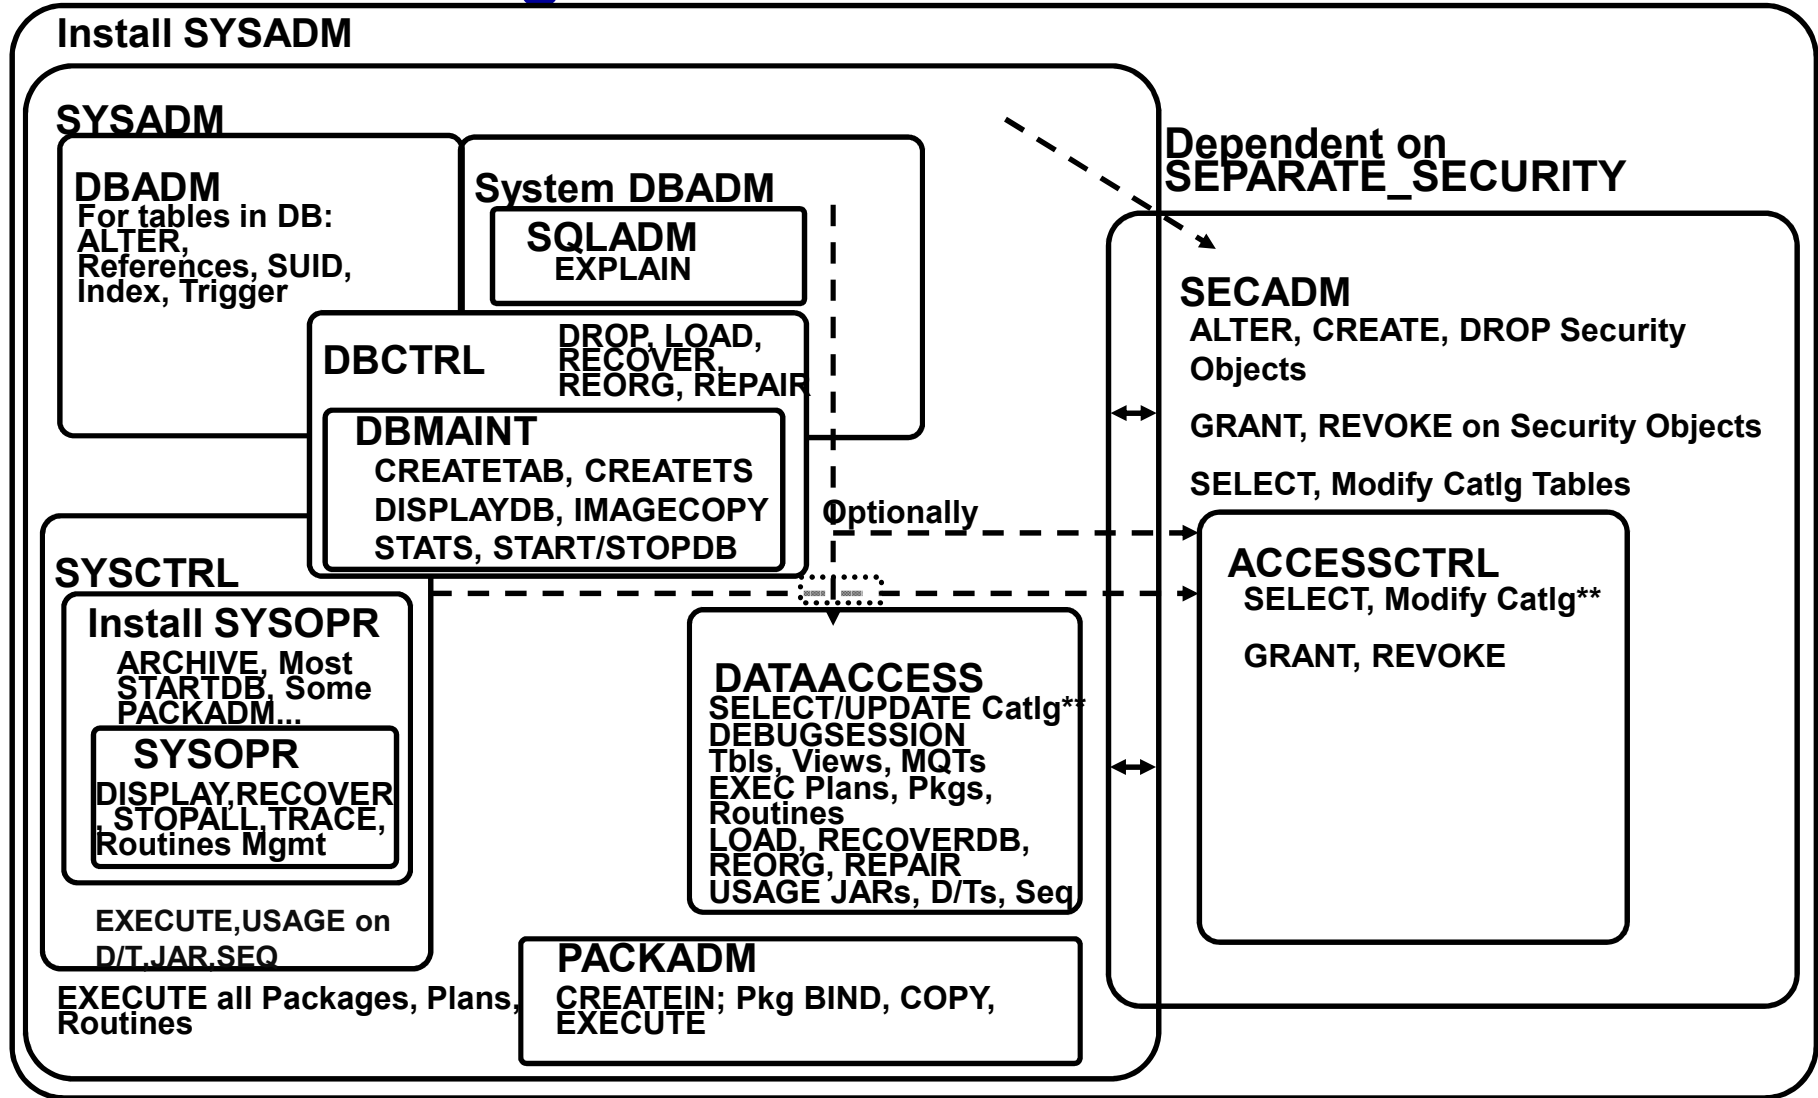 Install SYSADM
SYSADM
DBADM
For tables in DB:
ALTER,
References, SUID,
Index, Trigger
System DBADM
SQLADM
EXPLAIN
DBCTRL
DROP, LOAD,
RECOVER,
REORG, REPAIR
DBMAINT
CREATETAB, CREATETS
DISPLAYDB, IMAGECOPY
STATS, START/STOPDB
SYSCTRL
Install SYSOPR
ARCHIVE, Most
STARTDB, Some
PACKADM...
SYSOPR
DISPLAY,RECOVER
, STOPALL,TRACE,
Routines Mgmt
EXECUTE,USAGE on
D/T,JAR,SEQ
EXECUTE all Packages, Plans,
Routines
Optionally
DATAACCESS
SELECT/UPDATE Catlg**
DEBUGSESSION
Tbls, Views, MQTs
EXEC Plans, Pkgs,
Routines
LOAD, RECOVERDB,
REORG, REPAIR
USAGE JARs, D/Ts, Seq
PACKADM
CREATEIN; Pkg BIND, COPY,
EXECUTE
Dependent on
SEPARATE_SECURITY
SECADM
ALTER, CREATE, DROP Security
Objects
GRANT, REVOKE on Security Objects
SELECT, Modify Catlg Tables
ACCESSCTRL
SELECT, Modify Catlg**
GRANT, REVOKE